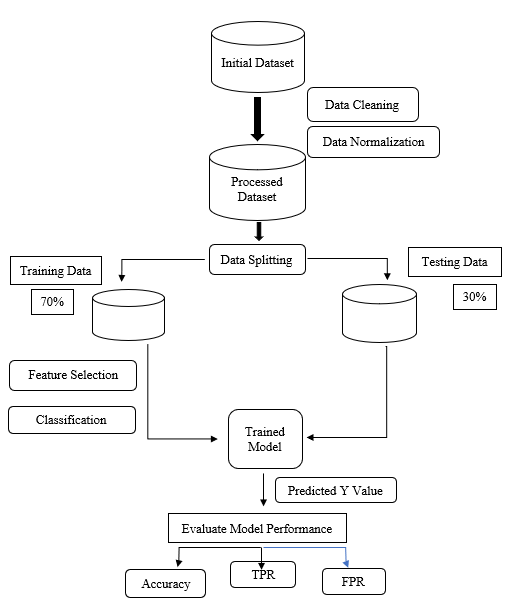 Initial Dataset
Data Cleaning
Data Normalization
Processed
Dataset
Data Splitting
Training Data
70%
Testing Data
30%
Feature Selection
Classification
Trained
Model
Predicted Y Value
Evaluate Model Performance
Accuracy
TPR
FPR